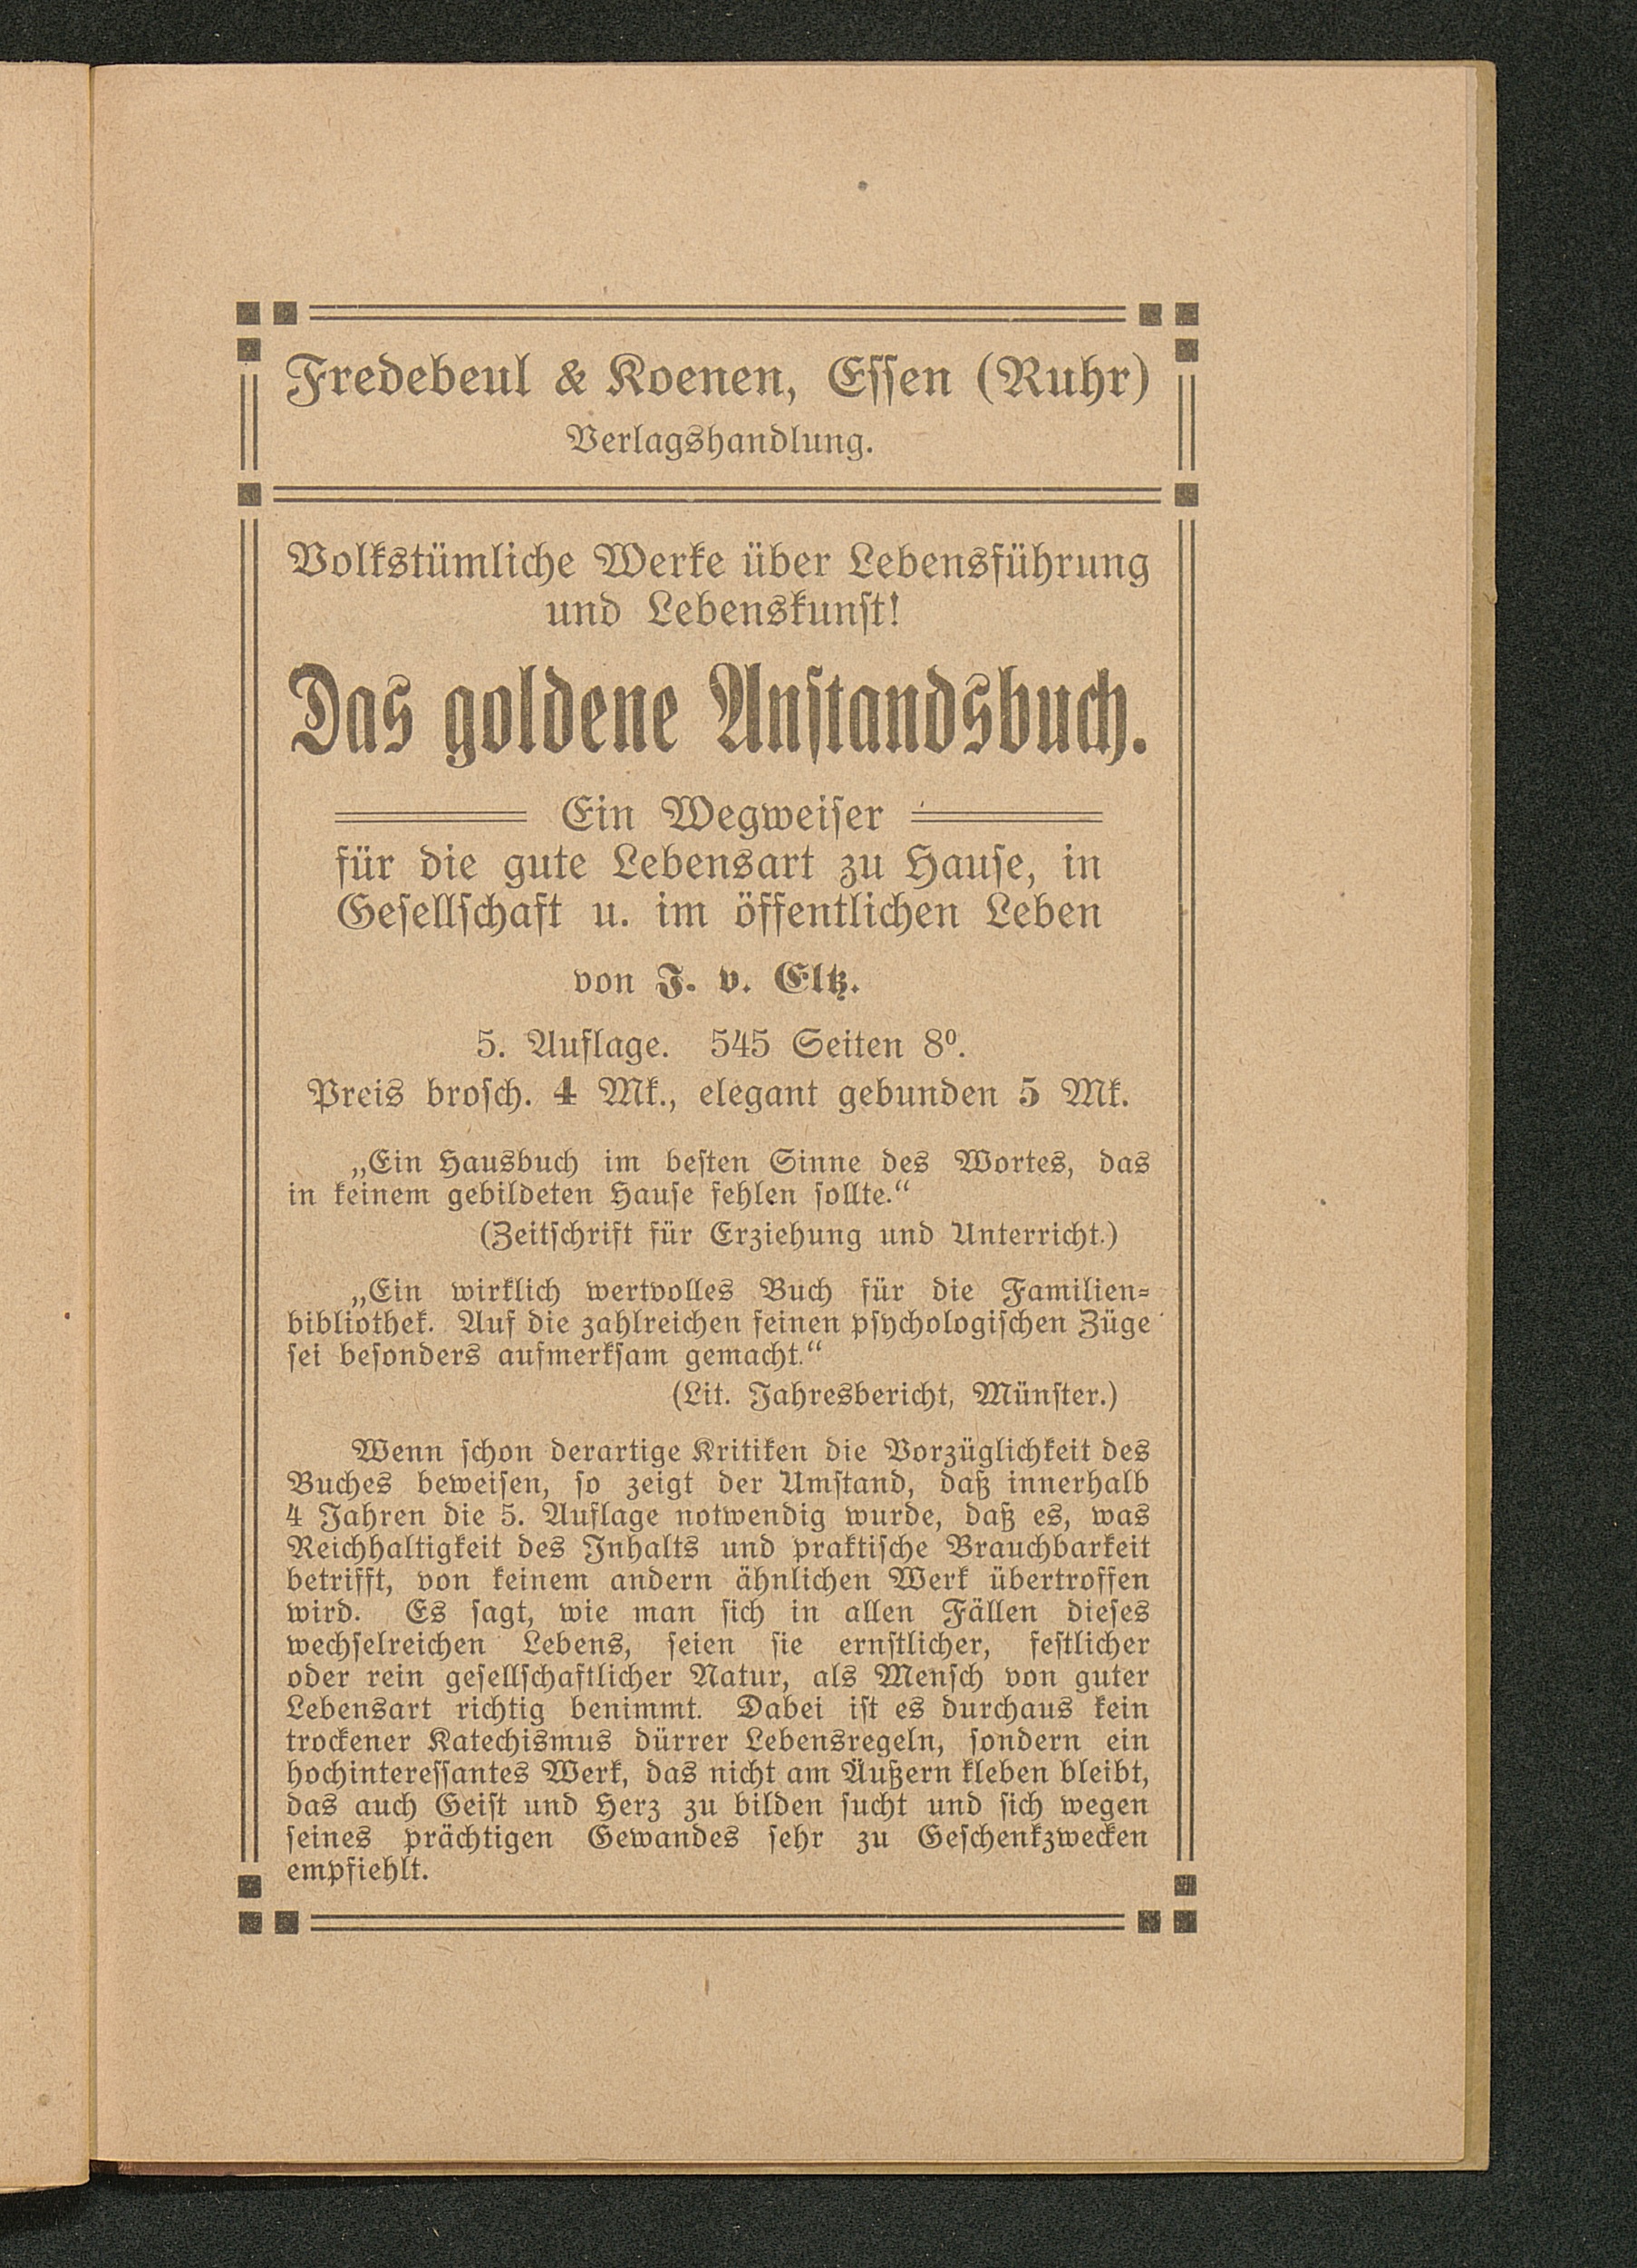 Fredebeul & Koenen, Essen (Ruhr)
Verlagshandlung.
Volkstümliche Werke über Lebensführung
und Lebenskunst!
Das goldene Anstandsbuch.
Ein Wegweiser
für die gute Lebensart zu Hause, in
Gesellschaft u. im öffentlichen Leben
von J. v. Eltz.
5. Auflage. 545 Seiten 8⁰.
Preis brosch. 4 Mk., elegant gebunden 5 Mk.
„Ein Hausbuch im besten Sinne des Wortes, das
in keinem gebildeten Hause fehlen sollte.“
(Zeitschrift für Erziehung und Unterricht.)
„Ein wirklich wertvolles Buch für die Familien-
bibliothek. Auf die zahlreichen feinen psychologischen Züge
sei besonders aufmerksam gemacht.“
(Lit. Jahresbericht, Münster.)
Wenn schon derartige Kritiken die Vorzüglichkeit des
Buches beweisen, so zeigt der Umstand, daß innerhalb
4 Jahren die 5. Auflage notwendig wurde, daß es, was
Reichhaltigkeit des Inhalts und praktische Brauchbarkeit
betrifft, von keinem andern ähnlichen Werk übertroffen
wird. Es sagt, wie man sich in allen Fällen dieses
wechselreichen Lebens, seien sie ernstlicher, festlicher
oder rein gesellschaftlicher Natur, als Mensch von guter
Lebensart richtig benimmt. Dabei ist es durchaus kein
trockener Katechismus dürrer Lebensregeln, sondern ein
hochinteressantes Werk, das nicht am Äußern kleben bleibt,
das auch Geist und Herz zu bilden sucht und sich wegen
seines prächtigen Gewandes sehr zu Geschenkzwecken
empfiehlt.